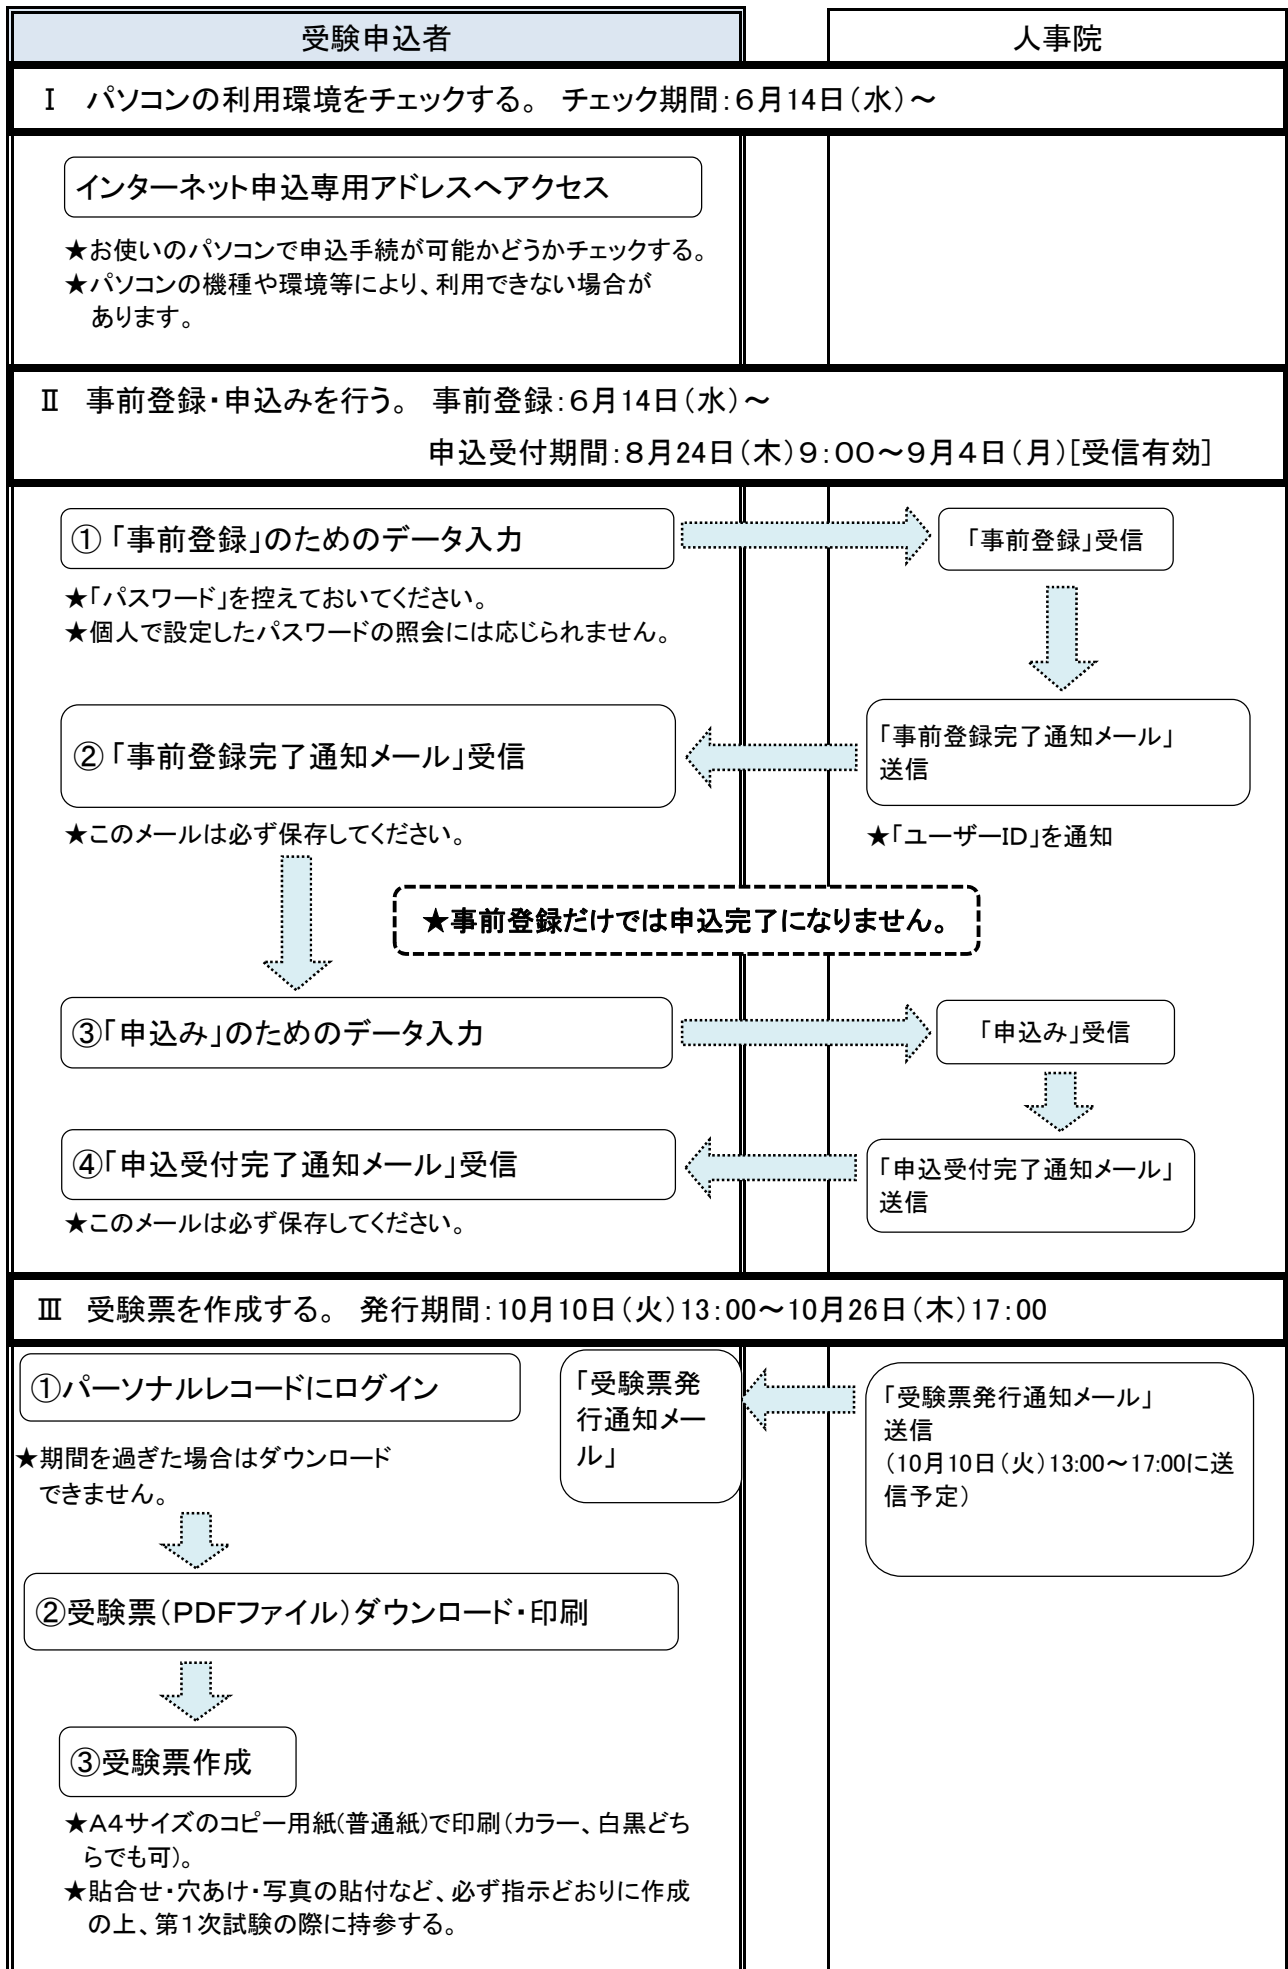 受験申込者
人事院
Ⅰ　パソコンの利用環境をチェックする。　チェック期間：６月14日（水）～
インターネット申込専用アドレスへアクセス
★お使いのパソコンで申込手続が可能かどうかチェックする。
★パソコンの機種や環境等により、利用できない場合が
あります。
Ⅱ　事前登録・申込みを行う。　事前登録：６月14日（水）～
申込受付期間：８月24日（木）９：００～９月４日（月）[受信有効]
①「事前登録」のためのデータ入力
「事前登録」受信
★「パスワード」を控えておいてください。
★個人で設定したパスワードの照会には応じられません。
②「事前登録完了通知メール」受信
「事前登録完了通知メール」
送信
★このメールは必ず保存してください。
★「ユーザーID」を通知
★事前登録だけでは申込完了になりません。
③「申込み」のためのデータ入力
「申込み」受信
④「申込受付完了通知メール」受信
「申込受付完了通知メール」
送信
★このメールは必ず保存してください。
Ⅲ　受験票を作成する。　発行期間：10月10日（火）13：00～10月26日（木）17：00
①パーソナルレコードにログイン
「受験票発
行通知メー
ル」
「受験票発行通知メール」
送信
（10月10日（火）13:00～17:00に送
信予定）
★期間を過ぎた場合はダウンロード
できません。
②受験票（ＰＤＦファイル）ダウンロード・印刷
③受験票作成
★Ａ４サイズのコピー用紙(普通紙)で印刷（カラー、白黒どち
らでも可）。
★貼合せ・穴あけ・写真の貼付など、必ず指示どおりに作成
の上、第１次試験の際に持参する。